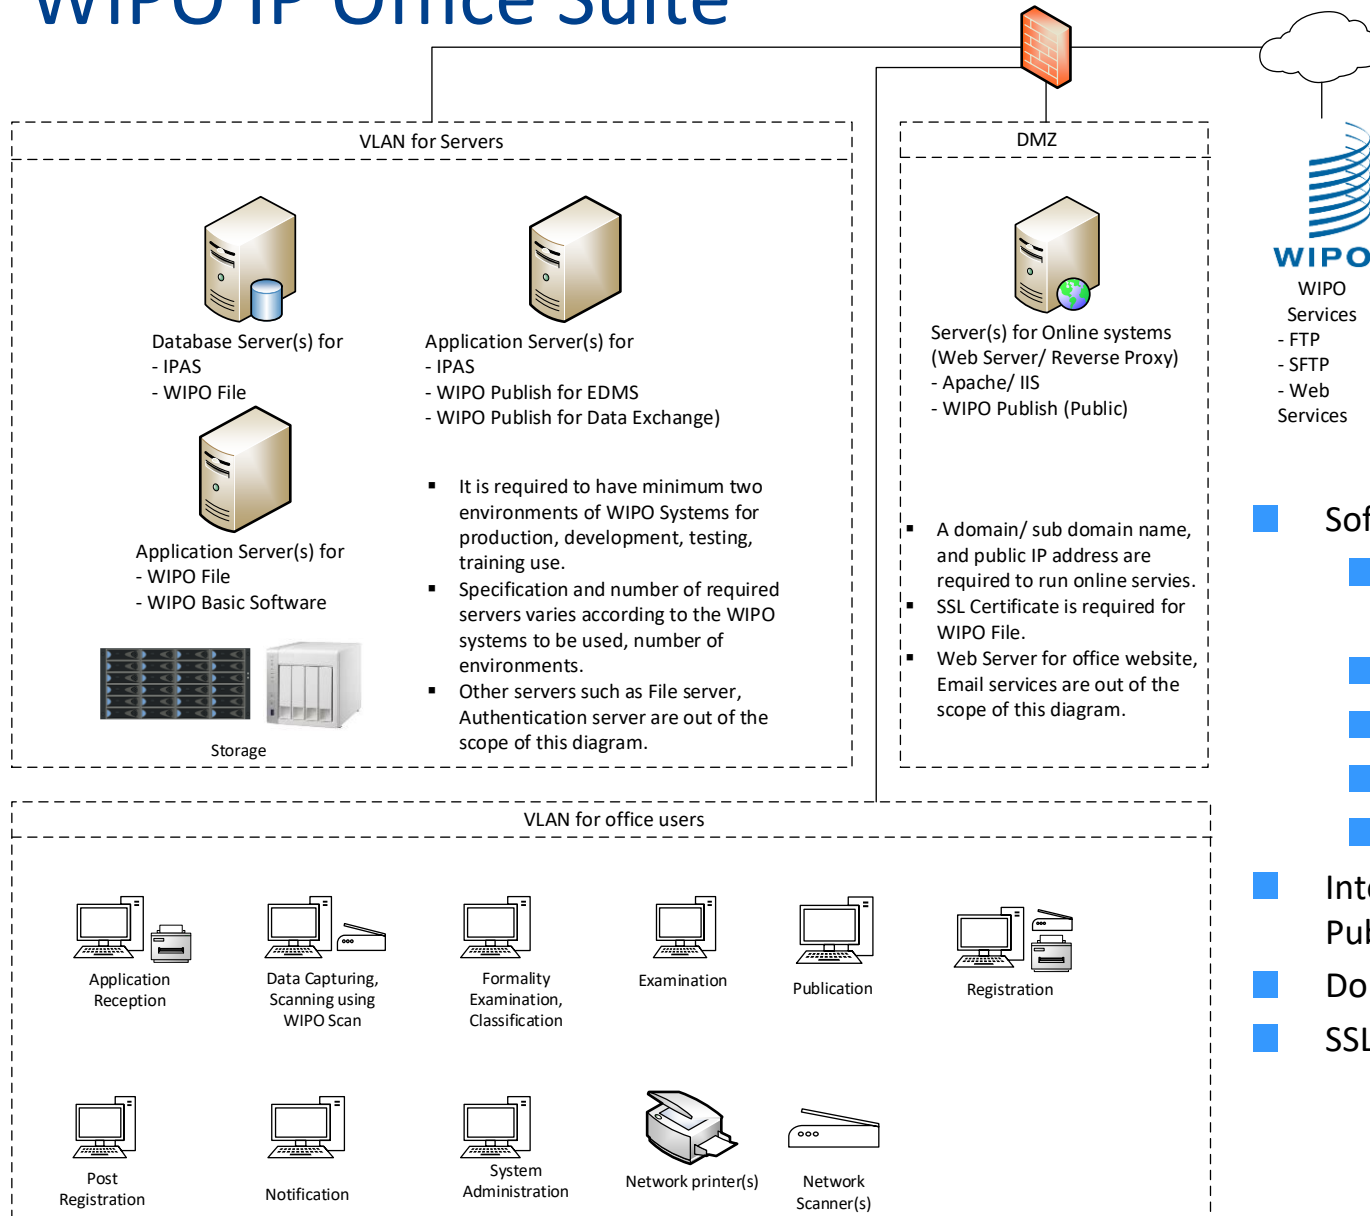 WIPO IP Office Suite
VLAN for Servers
Database Server(s) for
- IPAS
- WIPO File
Application Server(s) for
- IPAS
- WIPO Publish for EDMS
- WIPO Publish for Data Exchange)
Application Server(s) for
- WIPO File
- WIPO Basic Software
Storage
▪ It is required to have minimum two
environments of WIPO Systems for
production, development, testing,
training use.
▪ Specification and number of required
servers varies according to the WIPO
systems to be used, number of
environments.
▪ Other servers such as File server,
Authentication server are out of the
scope of this diagram.
DMZ
Server(s) for Online systems
(Web Server/ Reverse Proxy)
- Apache/ IIS
- WIPO Publish (Public)
▪ A domain/ sub domain name,
and public IP address are
required to run online servies.
▪ SSL Certificate is required for
WIPO File.
▪ Web Server for office website,
Email services are out of the
scope of this diagram.
WIPO
WIPO
Services
- FTP
- SFTP
- Web
Services
VLAN for office users
Application
Reception
Data Capturing,
Scanning using
WIPO Scan
Formality
Examination,
Classification
Examination
Publication
Registration
Post
Registration
Notification
System
Administration
Network printer(s)
Network
Scanner(s)
SSL